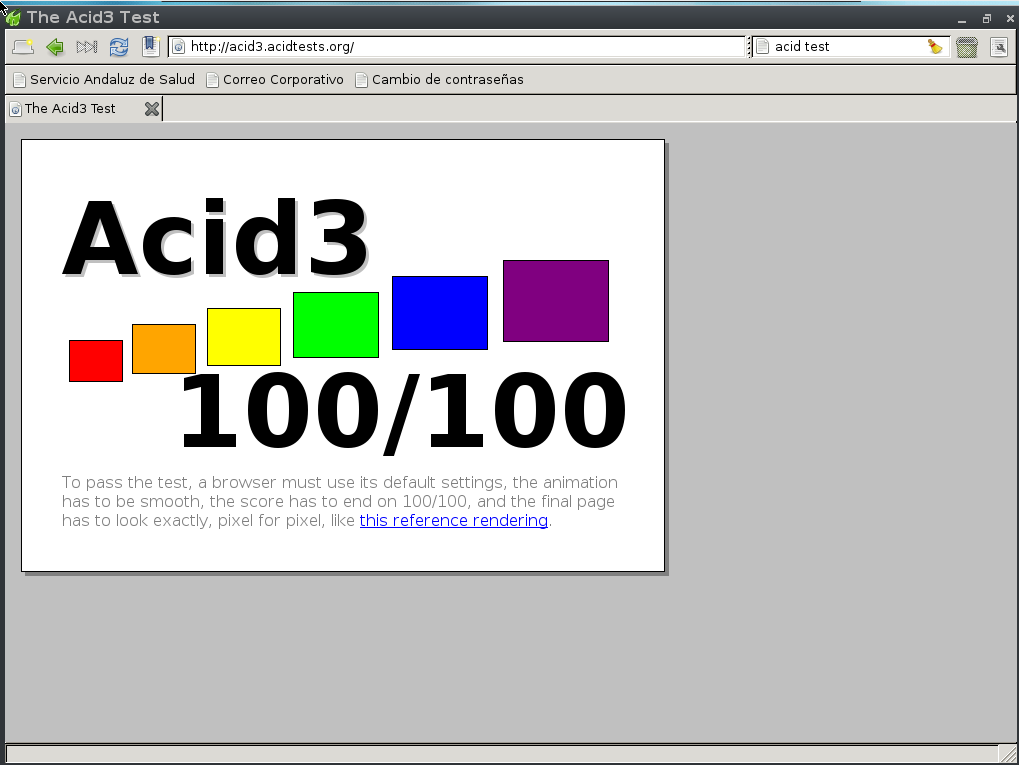 The Acid3 Test
http://acid3.acidtests.org/
acid test
Servicio Andaluz de Salud
Correo Corporativo
Cambio de contraseñas
The Acid3 Test
Acid3
100/100
To pass the test, a browser must use its default settings, the animation
has to be smooth, the score has to end on 100/100, and the final page
has to look exactly, pixel for pixel, like this reference rendering.